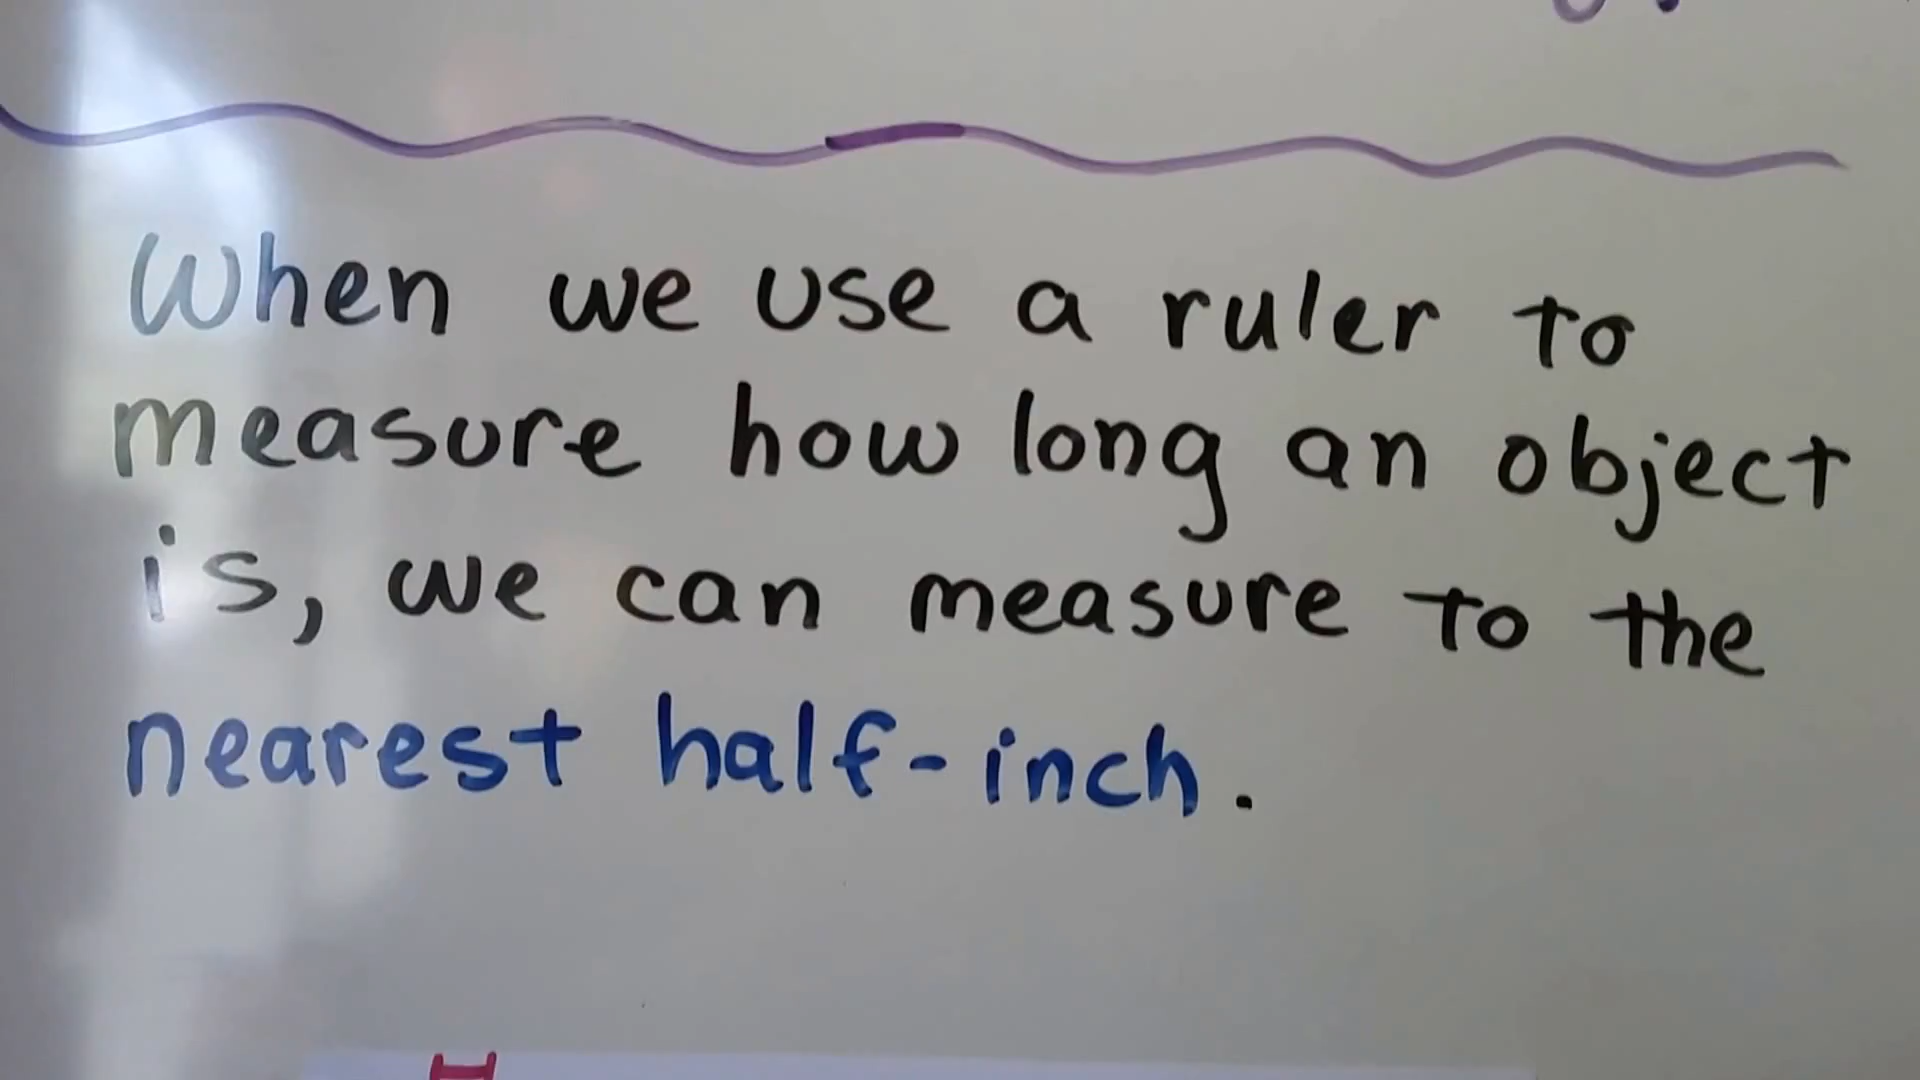 When we use a ruler to
measure how long an object
is, we can measure to the
nearest half-inch.